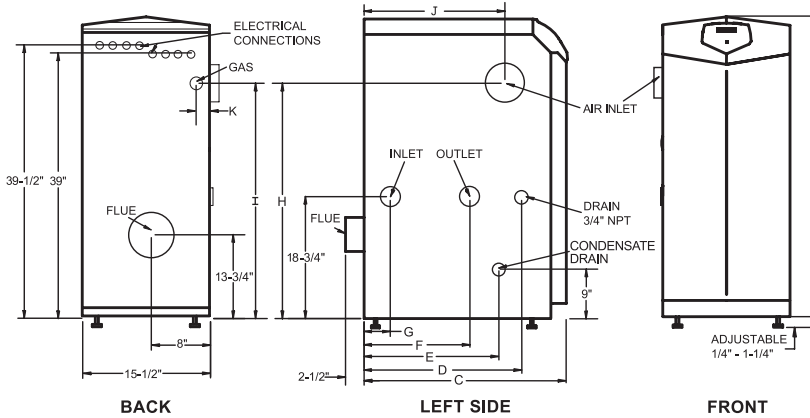 ELECTRICAL
CONNECTIONS
GAS
K
39-1/2"
39"
I
FLUE
13-3/4"
8"
15-1/2"
BACK
J
H
AIR INLET
INLET
OUTLET
DRAIN
3/4" NPT
FLUE
18-3/4"
CONDENSATE
DRAIN
9"
G
F
E
D
C
2-1/2"
LEFT SIDE
ADJUSTABLE
1/4" - 1-1/4"
FRONT